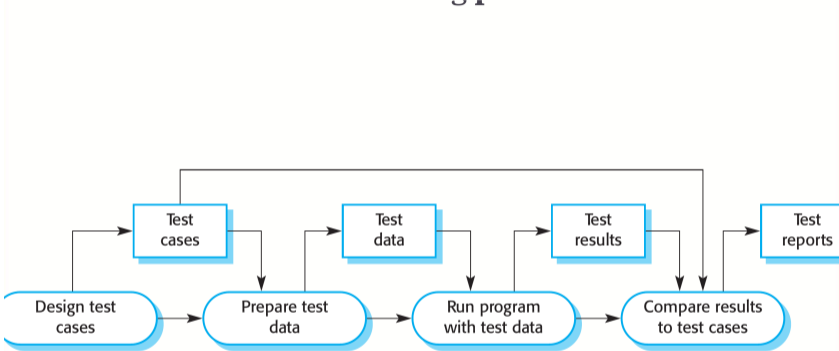 Test
cases
Test
data
Test
results
Test
reports
Design test
cases
Prepare test
data
Run program
with test data
Compare results
to test cases